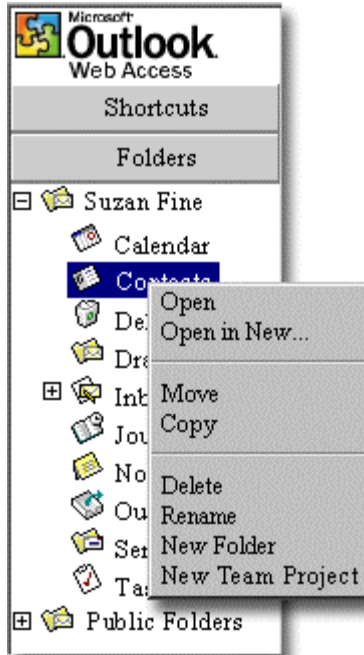 Microsoft
Outlook
Web Access
Shortcuts
Folders
Suzan Fine
Calendar
Contacts
Open
Open in New...
Move
Copy
Delete
Rename
New Folder
New Team Project
Public Folders